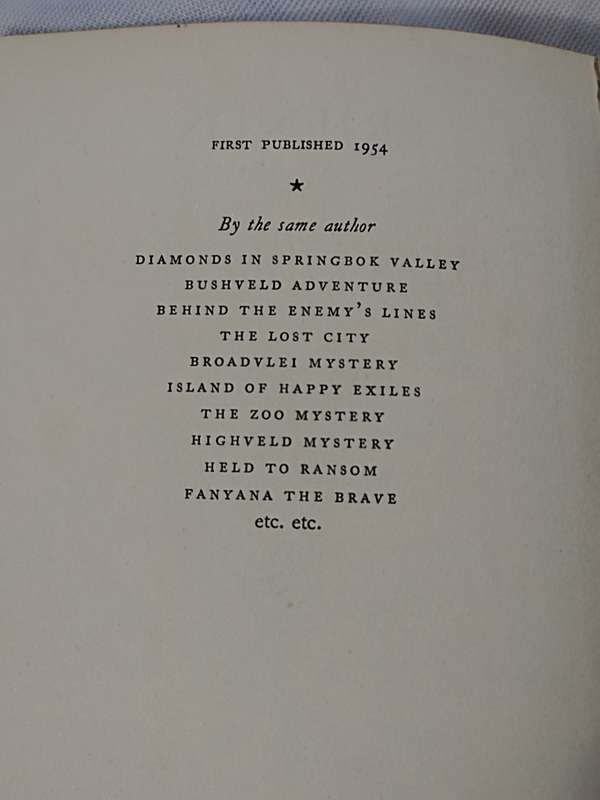 FIRST PUBLISHED 1954
★
By the same author
DIAMONDS IN SPRINGBOK VALLEY
BUSHVELD ADVENTURE
BEHIND THE ENEMY'S LINES
THE LOST CITY
BROADVLEI MYSTERY
ISLAND OF HAPPY EXILES
THE ZOO MYSTERY
HIGHVELD MYSTERY
HELD TO RANSOM
FANYANA THE BRAVE
etc. etc.